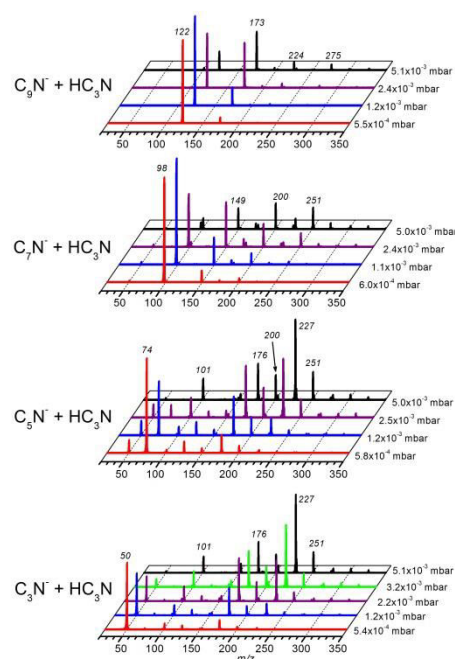 122
173
224
275
C₉N⁻ + HC₃N
5.1x10⁻³ mbar
2.4x10⁻³ mbar
1.2x10⁻³ mbar
5.5x10⁻⁴ mbar
50 100 150 200 250 300 350
98
149
200
251
C₇N⁻ + HC₃N
5.0x10⁻³ mbar
2.4x10⁻³ mbar
1.1x10⁻³ mbar
6.0x10⁻⁴ mbar
50 100 150 200 250 300 350
227
200
74
176
101
251
C₅N⁻ + HC₃N
5.0x10⁻³ mbar
2.5x10⁻³ mbar
1.2x10⁻³ mbar
5.8x10⁻⁴ mbar
50 100 150 200 250 300 350
227
176
101
251
50
C₃N⁻ + HC₃N
5.1x10⁻³ mbar
3.2x10⁻³ mbar
2.2x10⁻³ mbar
1.2x10⁻³ mbar
5.4x10⁻⁴ mbar
50 100 150 200 250 300 350
m/z